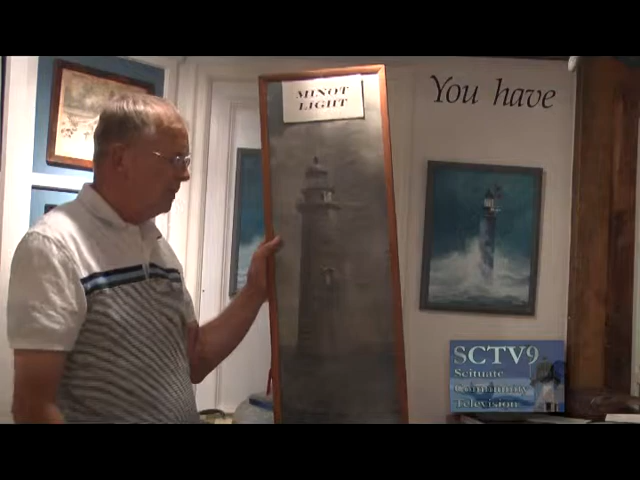 MINOT
LIGHT
You have
SCTV9
Scituate
Community
Television